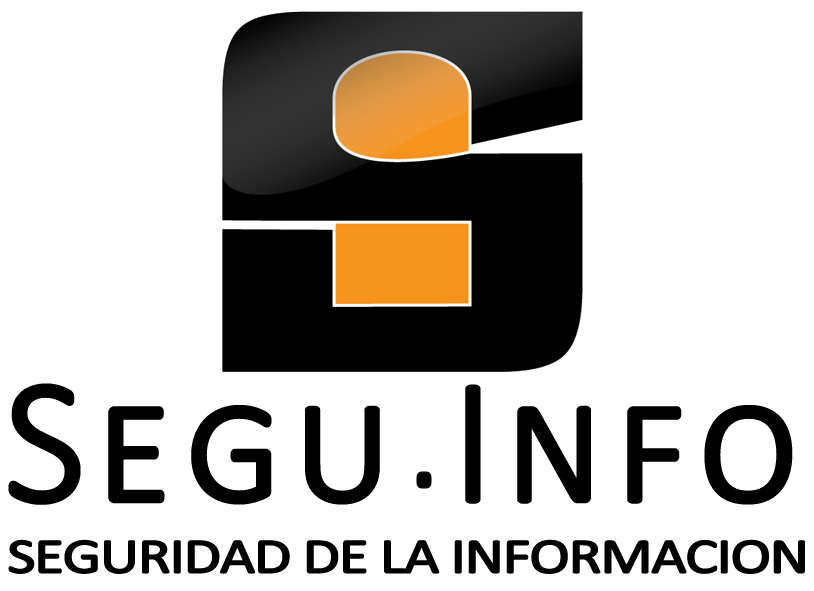 SEGU.INFO
SEGURIDAD DE LA INFORMACION